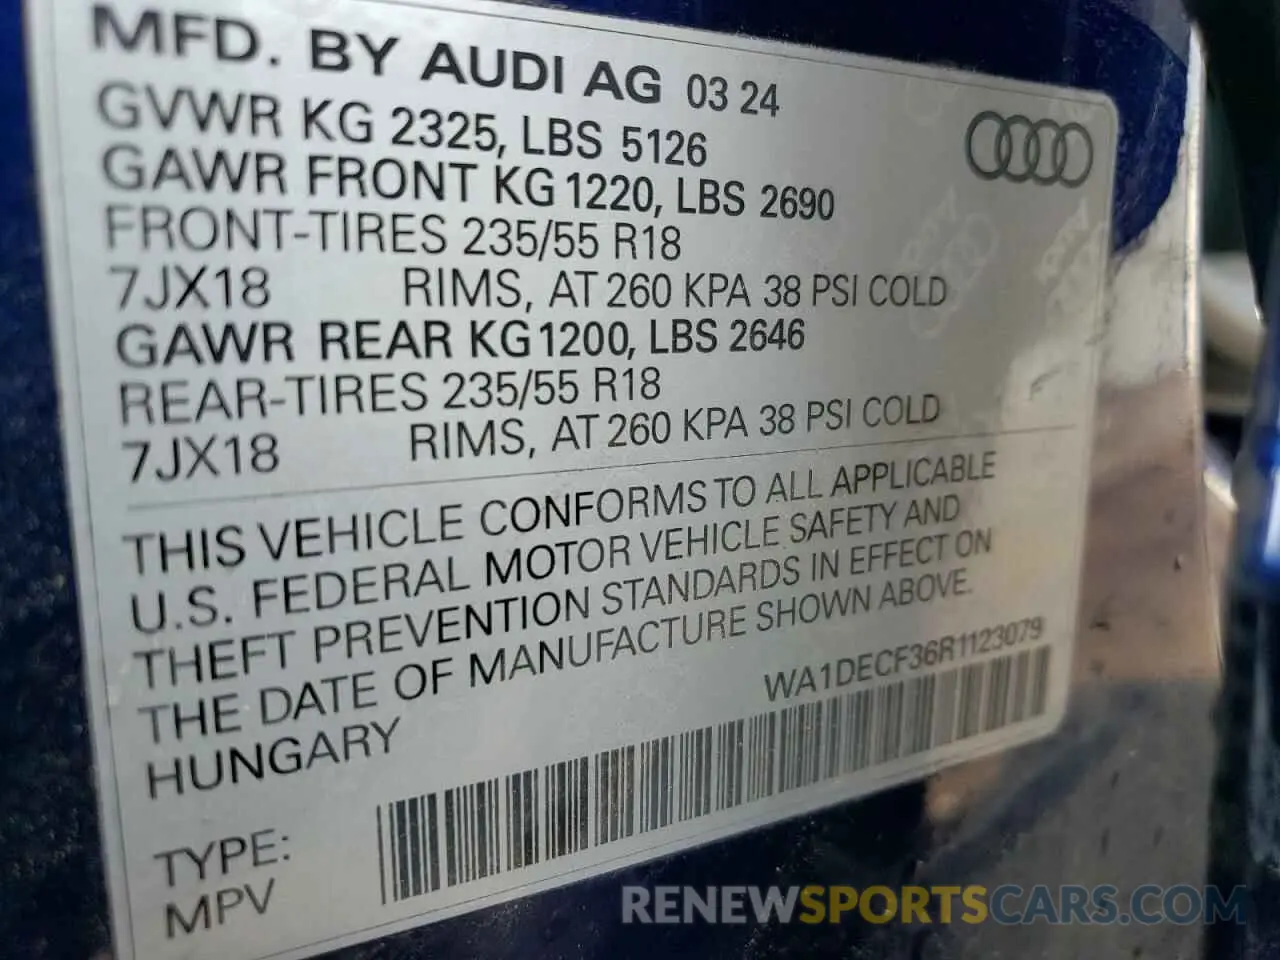 MFD. BY AUDI AG 03 24
GVWR KG 2325, LBS 5126
GAWR FRONT KG 1220, LBS 2690
FRONT-TIRES 235/55 R18
7JX18 RIMS, AT 260 KPA 38 PSI COLD
GAWR REAR KG 1200, LBS 2646
REAR-TIRES 235/55 R18
7JX18 RIMS, AT 260 KPA 38 PSI COLD
THIS VEHICLE CONFORMS TO ALL APPLICABLE
U.S. FEDERAL MOTOR VEHICLE SAFETY AND
THEFT PREVENTION STANDARDS IN EFFECT ON
THE DATE OF MANUFACTURE SHOWN ABOVE.
HUNGARY
WA1DECF36R1123079
TYPE:
MPV
RENEWSPORTSCARS.COM